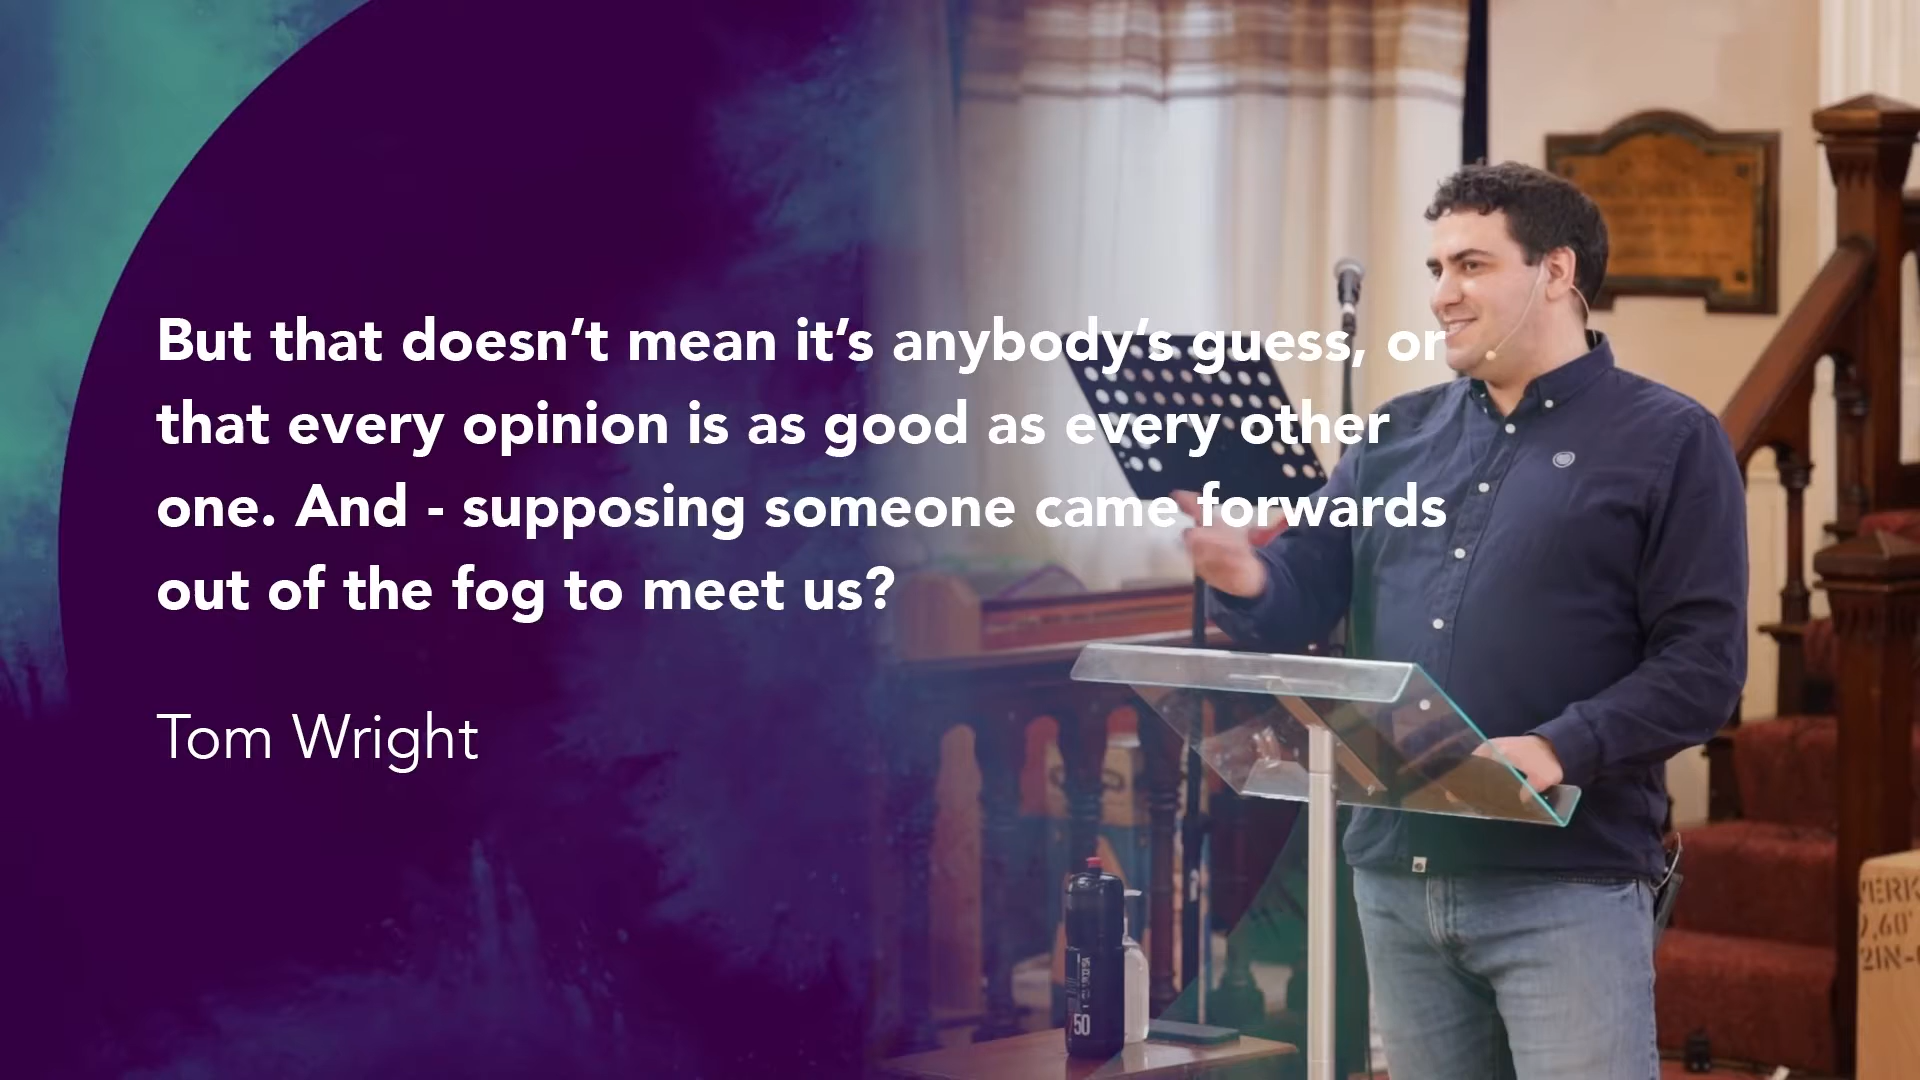 But that doesn’t mean it’s anybody’s guess, or
that every opinion is as good as every other
one. And - supposing someone came forwards
out of the fog to meet us?
Tom Wright
50